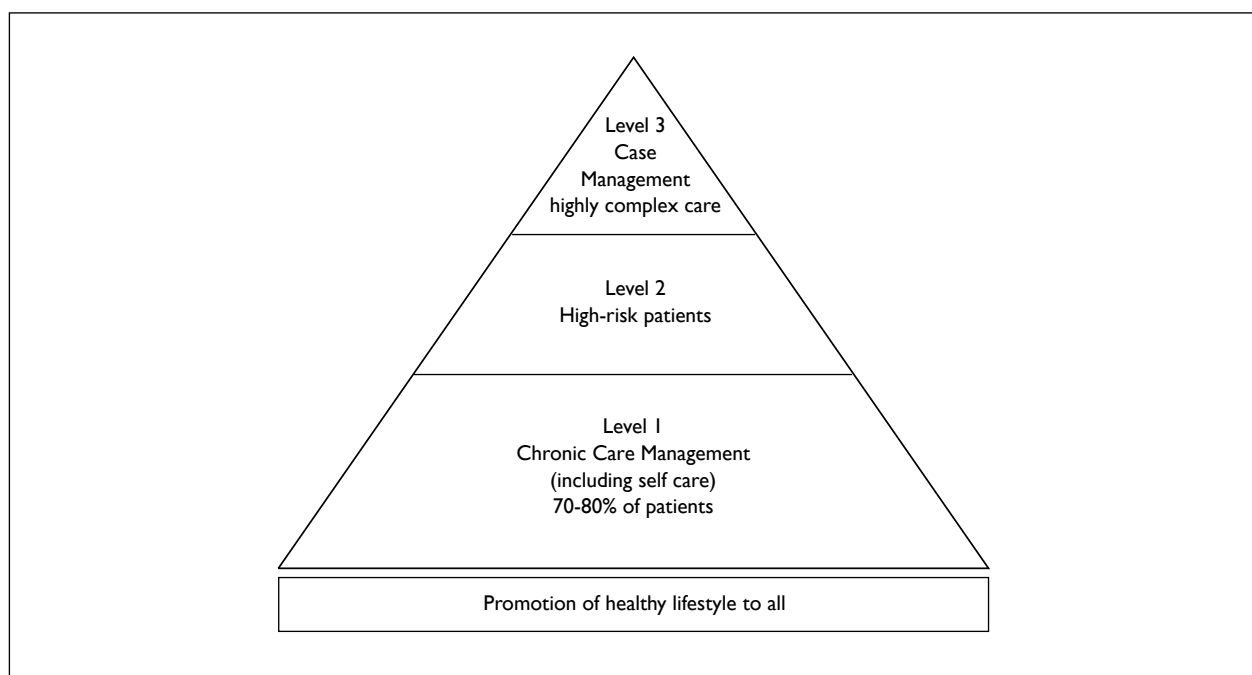 Level 3
Case
Management
highly complex care
Level 2
High-risk patients
Level 1
Chronic Care Management
(including self care)
70-80% of patients
Promotion of healthy lifestyle to all